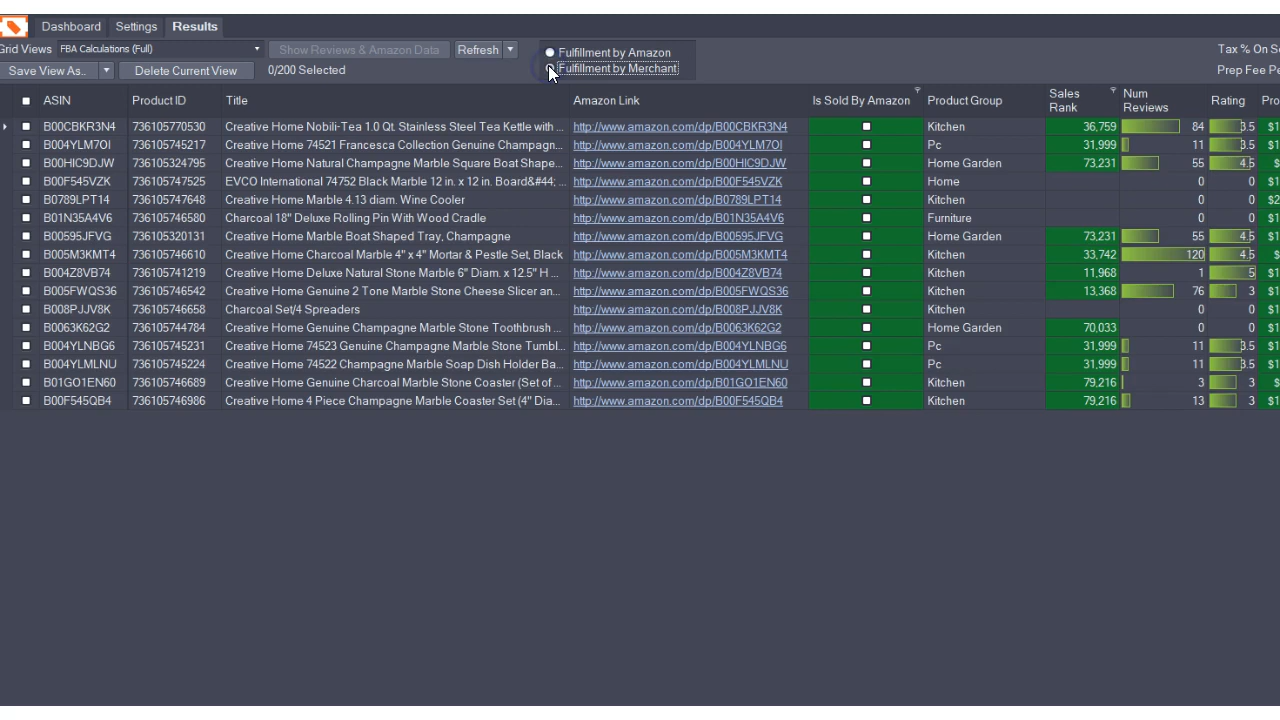 Dashboard Settings Results
Grid Views FBA Calculations (Full) Show Reviews & Amazon Data Refresh Fulfillment by Amazon Tax % On S
Save View As.. Delete Current View 0/200 Selected Fulfillment by Merchant Prep Fee Pe
ASIN Product ID Title Amazon Link Is Sold By Amazon Product Group Sales Rank Num Reviews Rating Pro
B00CBKR3N4 736105770530 Creative Home Nobili-Tea 1.0 Qt. Stainless Steel Tea Kettle with ... http://www.amazon.com/dp/B00CBKR3N4 Kitchen 36,759 84 3.5 $1
B004YLM7OI 736105745217 Creative Home 74521 Francesca Collection Genuine Champagn... http://www.amazon.com/dp/B004YLM7OI Pc 31,999 11 3.5 $1
B00HIC9DJW 736105324795 Creative Home Natural Champagne Marble Square Boat Shape... http://www.amazon.com/dp/B00HIC9DJW Home Garden 73,231 55 4.5 $
B00F545VZK 736105747525 EVCO International 74752 Black Marble 12 in. x 12 in. Board&#44; ... http://www.amazon.com/dp/B00F545VZK Home 0 0 $1
B0789LPT14 736105747648 Creative Home Marble 4.13 diam. Wine Cooler http://www.amazon.com/dp/B0789LPT14 Kitchen 0 0 $2
B01N35A4V6 736105746580 Charcoal 18" Deluxe Rolling Pin With Wood Cradle http://www.amazon.com/dp/B01N35A4V6 Furniture 0 0 $1
B00595JFVG 736105320131 Creative Home Marble Boat Shaped Tray, Champagne http://www.amazon.com/dp/B00595JFVG Home Garden 73,231 55 4.5 $1
B005M3KMT4 736105746610 Creative Home Charcoal Marble 4" x 4" Mortar & Pestle Set, Black http://www.amazon.com/dp/B005M3KMT4 Kitchen 33,742 120 4.5 $
B004Z8VB74 736105741219 Creative Home Deluxe Natural Stone Marble 6" Diam. x 12.5" H ... http://www.amazon.com/dp/B004Z8VB74 Kitchen 11,968 1 5 $1
B005FWQS36 736105746542 Creative Home Genuine 2 Tone Marble Stone Cheese Slicer an... http://www.amazon.com/dp/B005FWQS36 Kitchen 13,368 76 3 $1
B008PJJV8K 736105746658 Charcoal Set/4 Spreaders http://www.amazon.com/dp/B008PJJV8K Kitchen 0 0 $1
B0063K62G2 736105744784 Creative Home Genuine Champagne Marble Stone Toothbrush ... http://www.amazon.com/dp/B0063K62G2 Home Garden 70,033 0 0 $1
B004YLNBG6 736105745231 Creative Home 74523 Genuine Champagne Marble Stone Tumbl... http://www.amazon.com/dp/B004YLNBG6 Pc 31,999 11 3.5 $1
B004YLMLNU 736105745224 Creative Home 74522 Champagne Marble Soap Dish Holder Ba... http://www.amazon.com/dp/B004YLMLNU Pc 31,999 11 3.5 $1
B01GO1EN60 736105746689 Creative Home Genuine Charcoal Marble Stone Coaster (Set of ... http://www.amazon.com/dp/B01GO1EN60 Kitchen 79,216 3 3 $
B00F545QB4 736105746986 Creative Home 4 Piece Champagne Marble Coaster Set (4" Dia... http://www.amazon.com/dp/B00F545QB4 Kitchen 79,216 13 3 $1